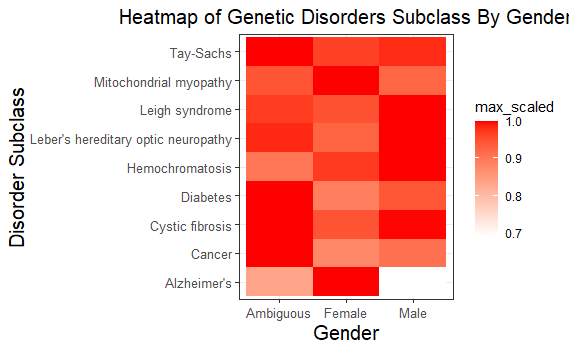 Heatmap of Genetic Disorders Subclass By Gender
Disorder Subclass
Tay-Sachs
Mitochondrial myopathy
Leigh syndrome
Leber's hereditary optic neuropathy
Hemochromatosis
Diabetes
Cystic fibrosis
Cancer
Alzheimer's
Ambiguous Female Male
Gender
max_scaled
1.0
0.9
0.8
0.7